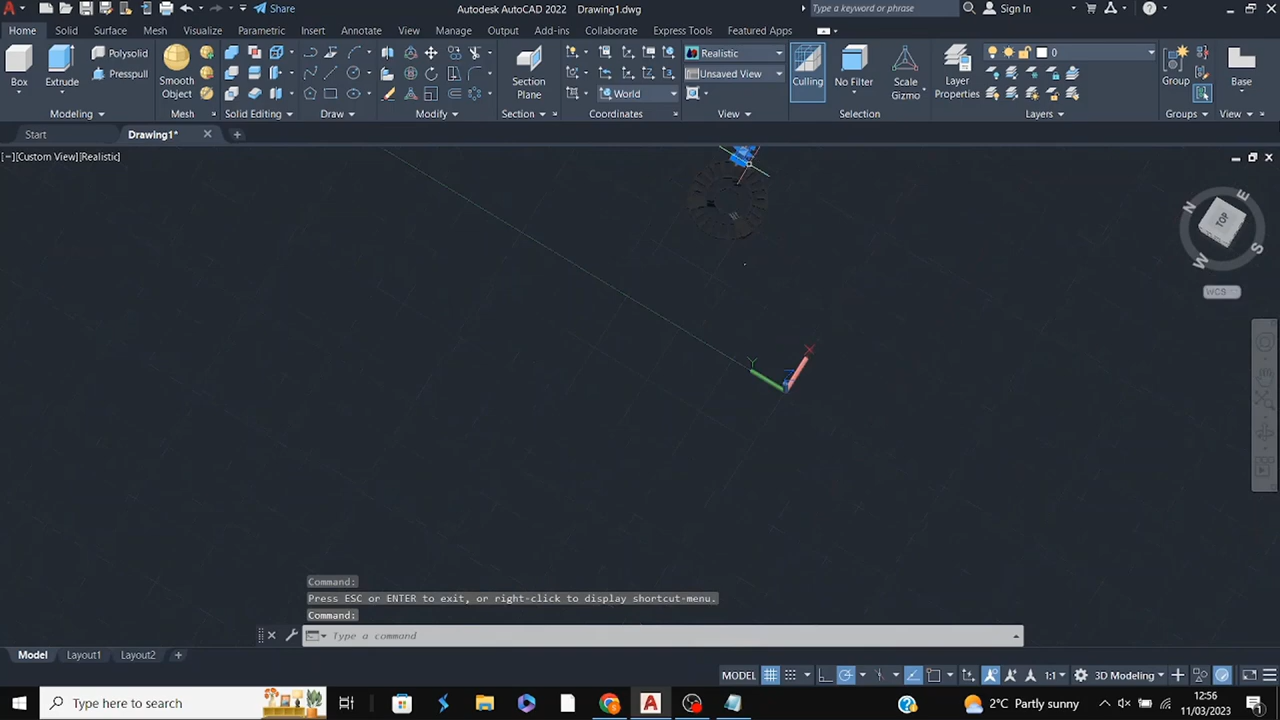 Share
Autodesk AutoCAD 2022 Drawing1.dwg
Type a keyword or phrase
Sign In
Home Solid Surface Mesh Visualize Parametric Insert Annotate View Manage Output Add-ins Collaborate Express Tools Featured Apps
Box
Extrude
Polysolid
Presspull
Smooth
Object
Section
Plane
World
Realistic
Unsaved View
Culling
No Filter
Scale
Gizmo
Layer
Properties
0
Group
Base
Modeling Mesh Solid Editing Draw Modify Section Coordinates View Selection Layers Groups View
Start
Drawing1*
[−][Custom View][Realistic]
N
E
TOP
W
S
WCS
X
Y
Z
Command:
Press ESC or ENTER to exit, or right-click to display shortcut-menu.
Command:
Type a command
Model Layout1 Layout2
MODEL
1:1
3D Modeling
Type here to search
2°C Partly sunny
12:56
11/03/2023